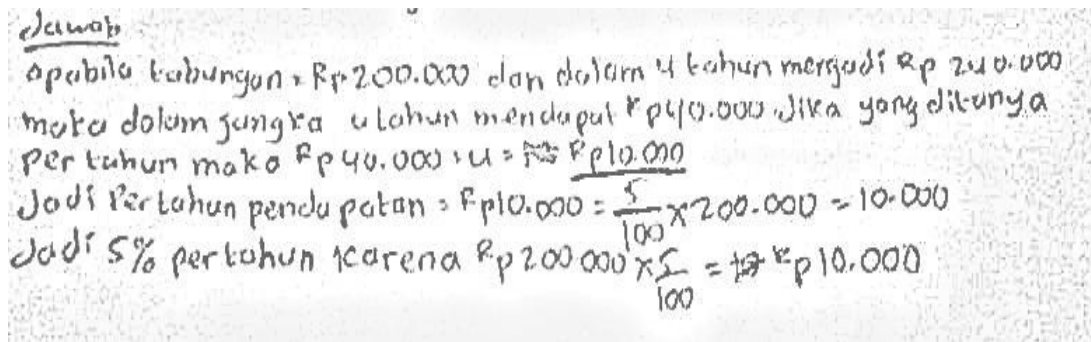 Jawab
apabila tabungan = Rp 200.000 dan dalam 4 tahun menjadi Rp 240.000
maka dalam jangka 4 tahun mendapat Rp 40.000. Jika yang ditanya
per tahun maka Rp 40.000 : 4 = Rp 10.000
Jadi Pertahun pendapatan = Rp 10.000 = 5/100 x 200.000 = 10.000
Jadi 5% pertahun karena Rp 200.000 x 5/100 = Rp 10.000